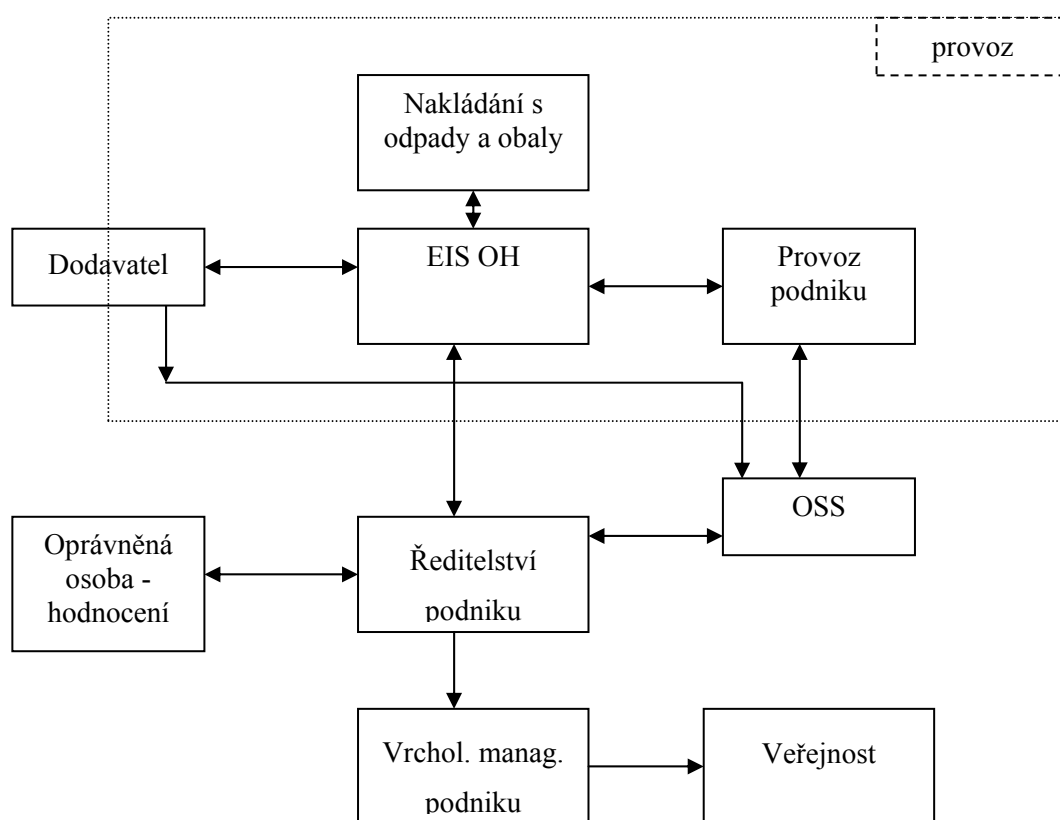 provoz
Nakládání s
odpady a obaly
Dodavatel
EIS OH
Provoz
podniku
OSS
Oprávněná
osoba -
hodnocení
Ředitelství
podniku
Vrchol. manag.
podniku
Veřejnost